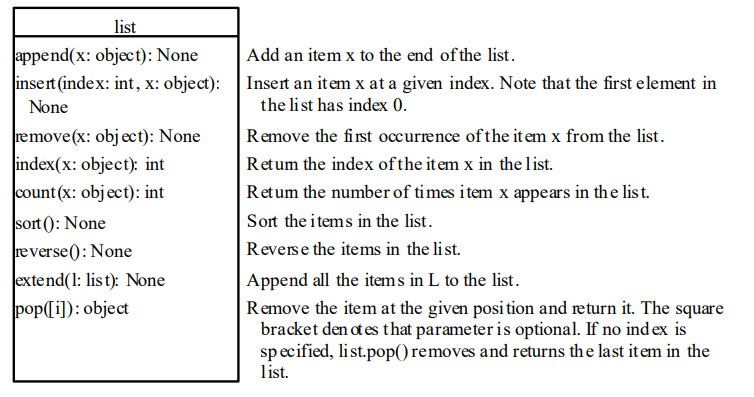 list
append(x: object): None
Add an item x to the end of the list.
insert(index: int, x: object):
None
Insert an item x at a given index. Note that the first element in
the list has index 0.
remove(x: object): None
Remove the first occurrence of the item x from the list.
index(x: object): int
Return the index of the item x in the list.
count(x: object): int
Return the number of times item x appears in the list.
sort(): None
Sort the items in the list.
reverse(): None
Reverse the items in the list.
extend(l: list): None
Append all the items in L to the list.
pop([i]): object
Remove the item at the given position and return it. The square
bracket denotes that parameter is optional. If no index is
specified, list.pop() removes and returns the last item in the
list.